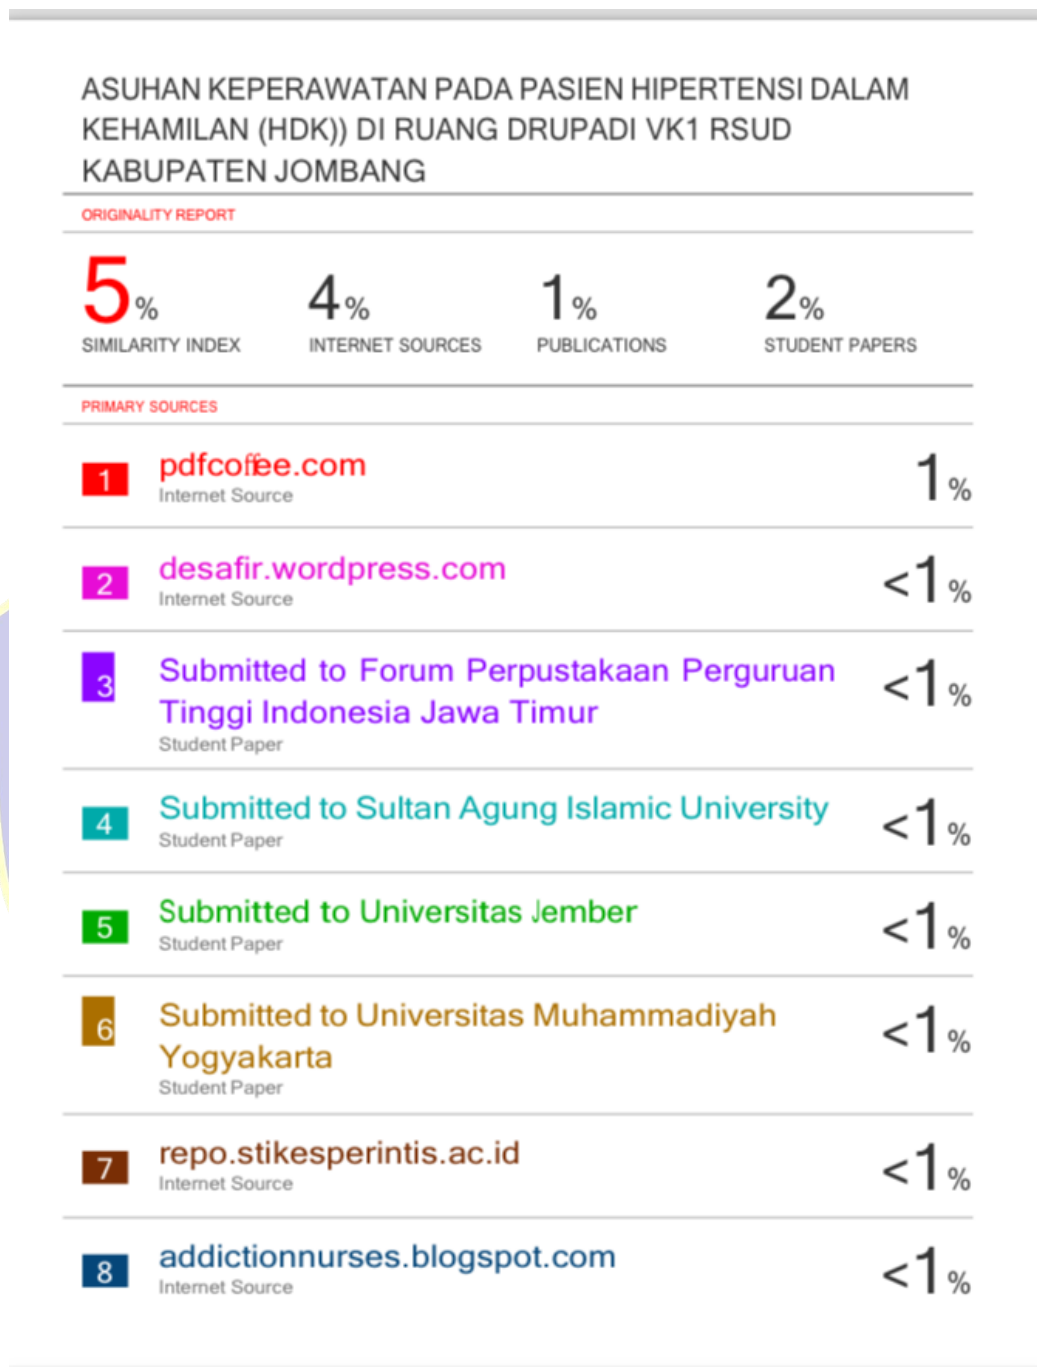 ASUHAN KEPERAWATAN PADA PASIEN HIPERTENSI DALAM
KEHAMILAN (HDK)) DI RUANG DRUPADI VK1 RSUD
KABUPATEN JOMBANG
ORIGINALITY REPORT
5% 4% 1% 2%
SIMILARITY INDEX INTERNET SOURCES PUBLICATIONS STUDENT PAPERS
PRIMARY SOURCES
1 pdfcoffee.com 1%
Internet Source
2 desafir.wordpress.com <1%
Internet Source
3 Submitted to Forum Perpustakaan Perguruan <1%
Tinggi Indonesia Jawa Timur
Student Paper
4 Submitted to Sultan Agung Islamic University <1%
Student Paper
5 Submitted to Universitas Jember <1%
Student Paper
6 Submitted to Universitas Muhammadiyah <1%
Yogyakarta
Student Paper
7 repo.stikesperintis.ac.id <1%
Internet Source
8 addictionnurses.blogspot.com <1%
Internet Source